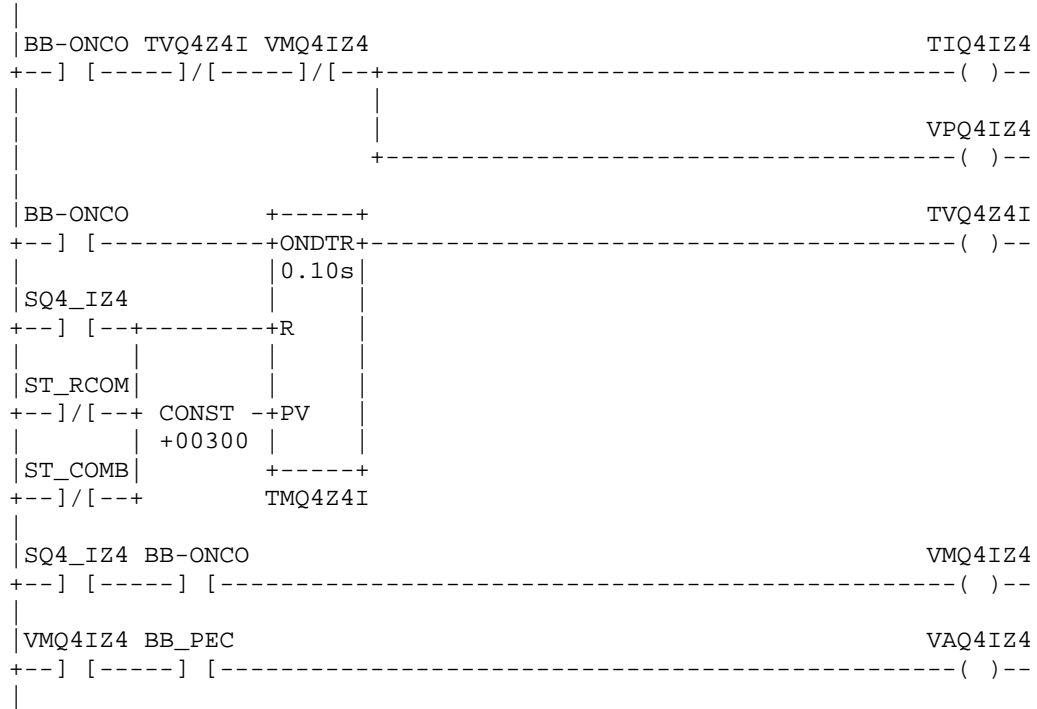 |
|BB-ONCO TVQ4Z4I VMQ4IZ4                                     TIQ4IZ4
+--] [-----]/[-----]/[--+--------------------------------------( )--
|                       |
|                       |                                    VPQ4IZ4
|                       +--------------------------------------( )--
|
|BB-ONCO         +-----+                                     TVQ4Z4I
+--] [-----------+ONDTR+---------------------------------------( )--
|                |0.10s|
|SQ4_IZ4         |     |
+--] [--+--------+R    |
|       |        |     |
|ST_RCOM|        |     |
+--]/[--+ CONST -+PV   |
|       | +00300 |     |
|ST_COMB|        +-----+
+--]/[--+        TMQ4Z4I
|
|SQ4_IZ4 BB-ONCO                                             VMQ4IZ4
+--] [-----] [-------------------------------------------------( )--
|
|VMQ4IZ4 BB_PEC                                              VAQ4IZ4
+--] [-----] [-------------------------------------------------( )--
|